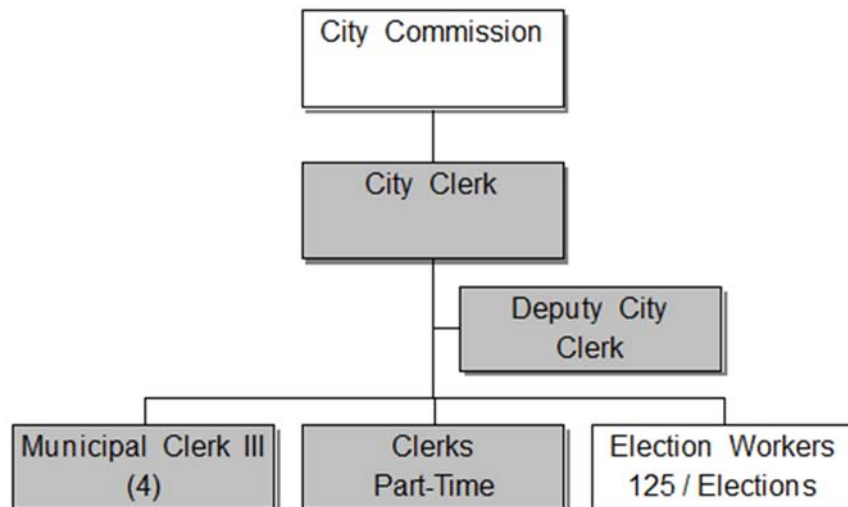 City Commission
City Clerk
Deputy City
Clerk
Municipal Clerk III
(4)
Clerks
Part-Time
Election Workers
125 / Elections